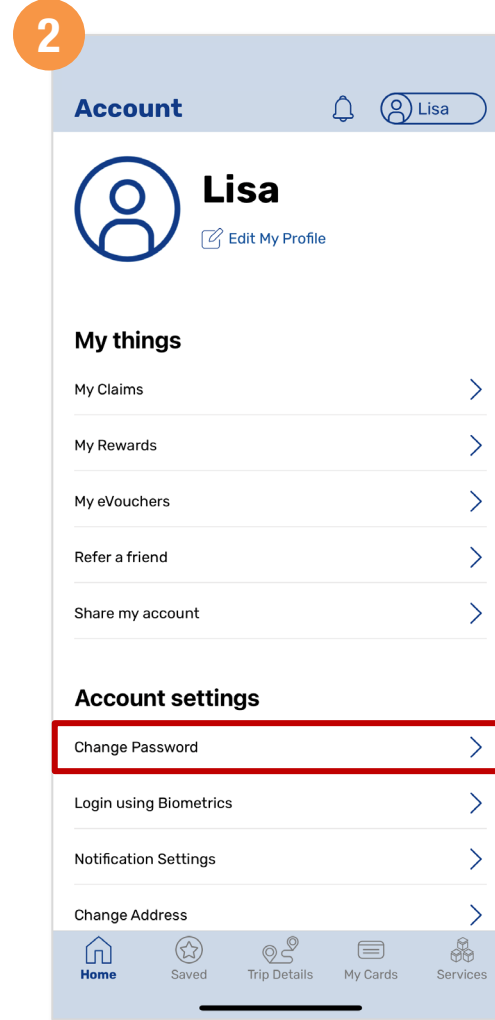 2
Account
Lisa
Lisa
Edit My Profile
My things
My Claims
My Rewards
My eVouchers
Refer a friend
Share my account
Account settings
Change Password
Login using Biometrics
Notification Settings
Change Address
Home Saved Trip Details My Cards Services